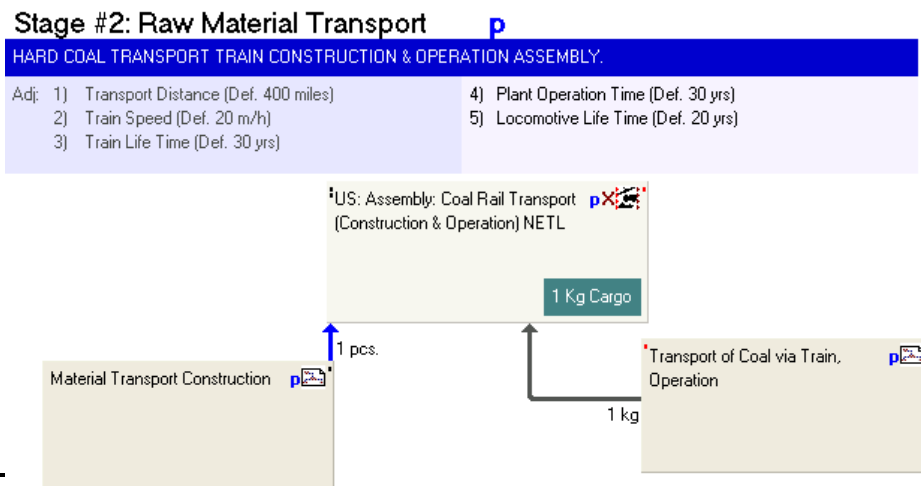 Stage #2: Raw Material Transport p
HARD COAL TRANSPORT TRAIN CONSTRUCTION & OPERATION ASSEMBLY.
Adj: 1) Transport Distance (Def. 400 miles)
2) Train Speed (Def. 20 m/h)
3) Train Life Time (Def. 30 yrs)
4) Plant Operation Time (Def. 30 yrs)
5) Locomotive Life Time (Def. 20 yrs)
US: Assembly: Coal Rail Transport pX
(Construction & Operation) NETL
1 Kg Cargo
1 pcs.
Material Transport Construction p
Transport of Coal via Train, p
Operation
1 kg